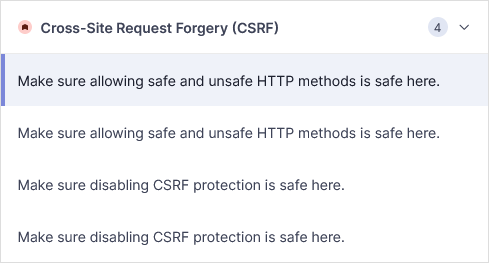 Cross-Site Request Forgery (CSRF) 4
Make sure allowing safe and unsafe HTTP methods is safe here.
Make sure allowing safe and unsafe HTTP methods is safe here.
Make sure disabling CSRF protection is safe here.
Make sure disabling CSRF protection is safe here.